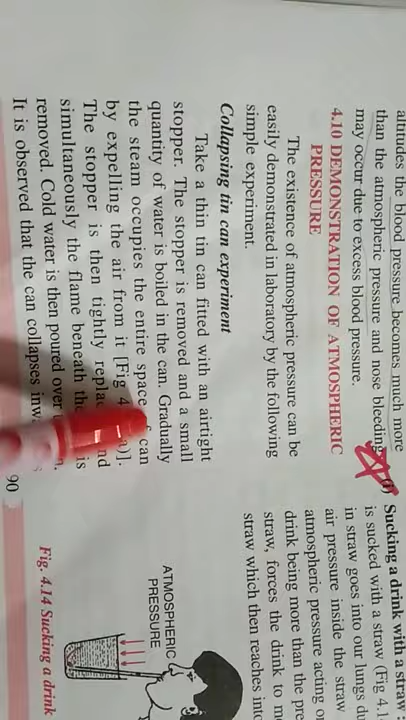 altitudes the blood pressure becomes much more
than the atmospheric pressure and nose bleeding
may occur due to excess blood pressure.
4.10 DEMONSTRATION OF ATMOSPHERIC
PRESSURE
The existence of atmospheric pressure can be
easily demonstrated in laboratory by the following
simple experiment.
Collapsing tin can experiment
Take a thin tin can fitted with an airtight
stopper. The stopper is removed and a small
quantity of water is boiled in the can. Gradually
the steam occupies the entire space can
by expelling the air from it [Fig
The stopper is then tightly and
simultaneously the flame beneath is
removed. Cold water is then poured over
It is observed that the can collapses
90
Sucking a drink with a straw
is sucked with a straw (Fig 4.1
in straw goes into our lungs
air pressure inside the straw
atmospheric pressure acting
drink being more than the
straw, forces the drink to
straw which then reaches
ATMOSPHERIC
PRESSURE
Fig. 4.14 Sucking a drink